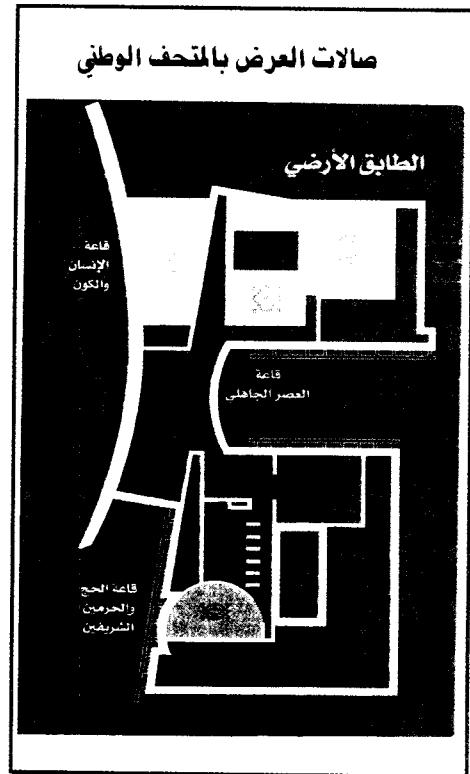 صالات العرض بالمتحف الوطني
الطابق الأرضي
قاعة
الإنسان
والكون
قاعة
العصر الجاهلي
قاعة الحج
والحرمين
الشريفين